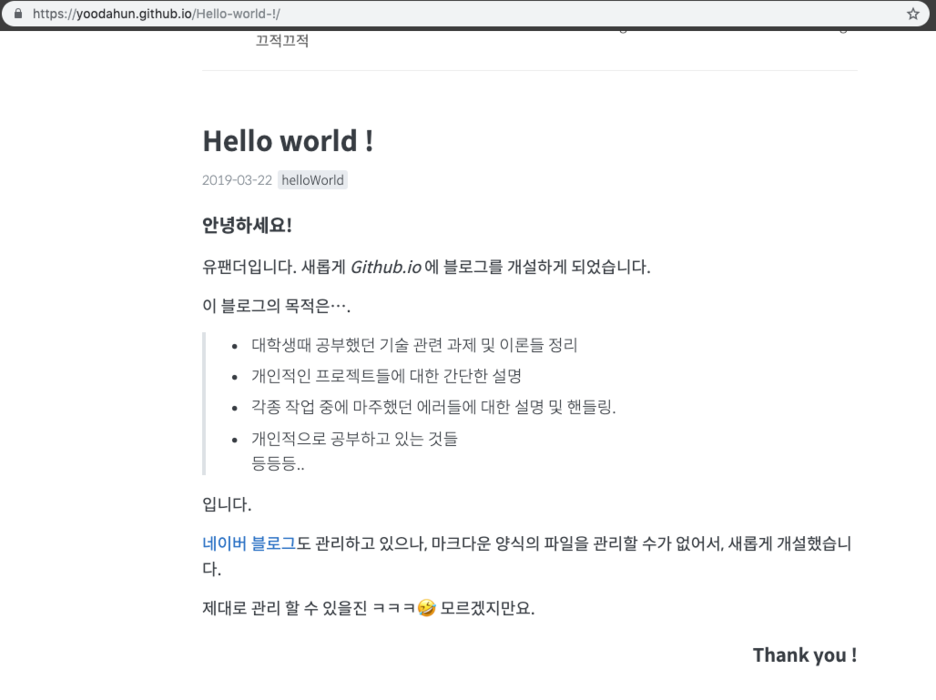 https://yoodahun.github.io/Hello-world-!/
끄적끄적
Hello world !
2019-03-22 helloWorld
안녕하세요!
유팬더입니다. 새롭게 Github.io 에 블로그를 개설하게 되었습니다.
이 블로그의 목적은….
• 대학생때 공부했던 기술 관련 과제 및 이론들 정리
• 개인적인 프로젝트들에 대한 간단한 설명
• 각종 작업 중에 마주했던 에러들에 대한 설명 및 핸들링.
• 개인적으로 공부하고 있는 것들
등등등..
입니다.
네이버 블로그도 관리하고 있으나, 마크다운 양식의 파일을 관리할 수가 없어서, 새롭게 개설했습니
다.
제대로 관리 할 수 있을진 ㅋㅋㅋ🤣 모르겠지만요.
Thank you !